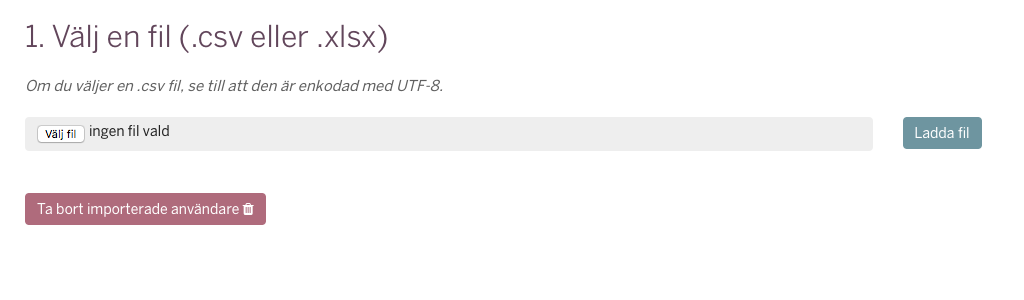 1. Välj en fil (.csv eller .xlsx)
Om du väljer en .csv fil, se till att den är enkodad med UTF-8.
Välj fil ingen fil vald
Ladda fil
Ta bort importerade användare